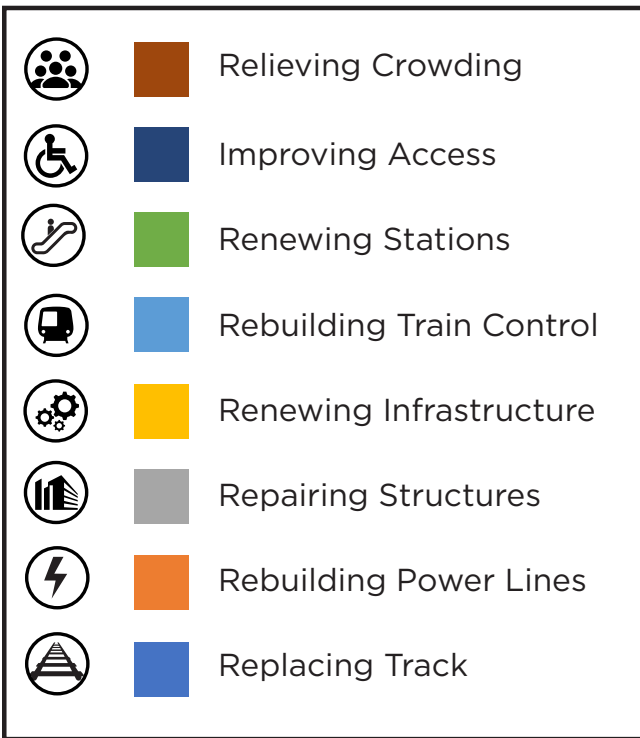 Relieving Crowding
Improving Access
Renewing Stations
Rebuilding Train Control
Renewing Infrastructure
Repairing Structures
Rebuilding Power Lines
Replacing Track